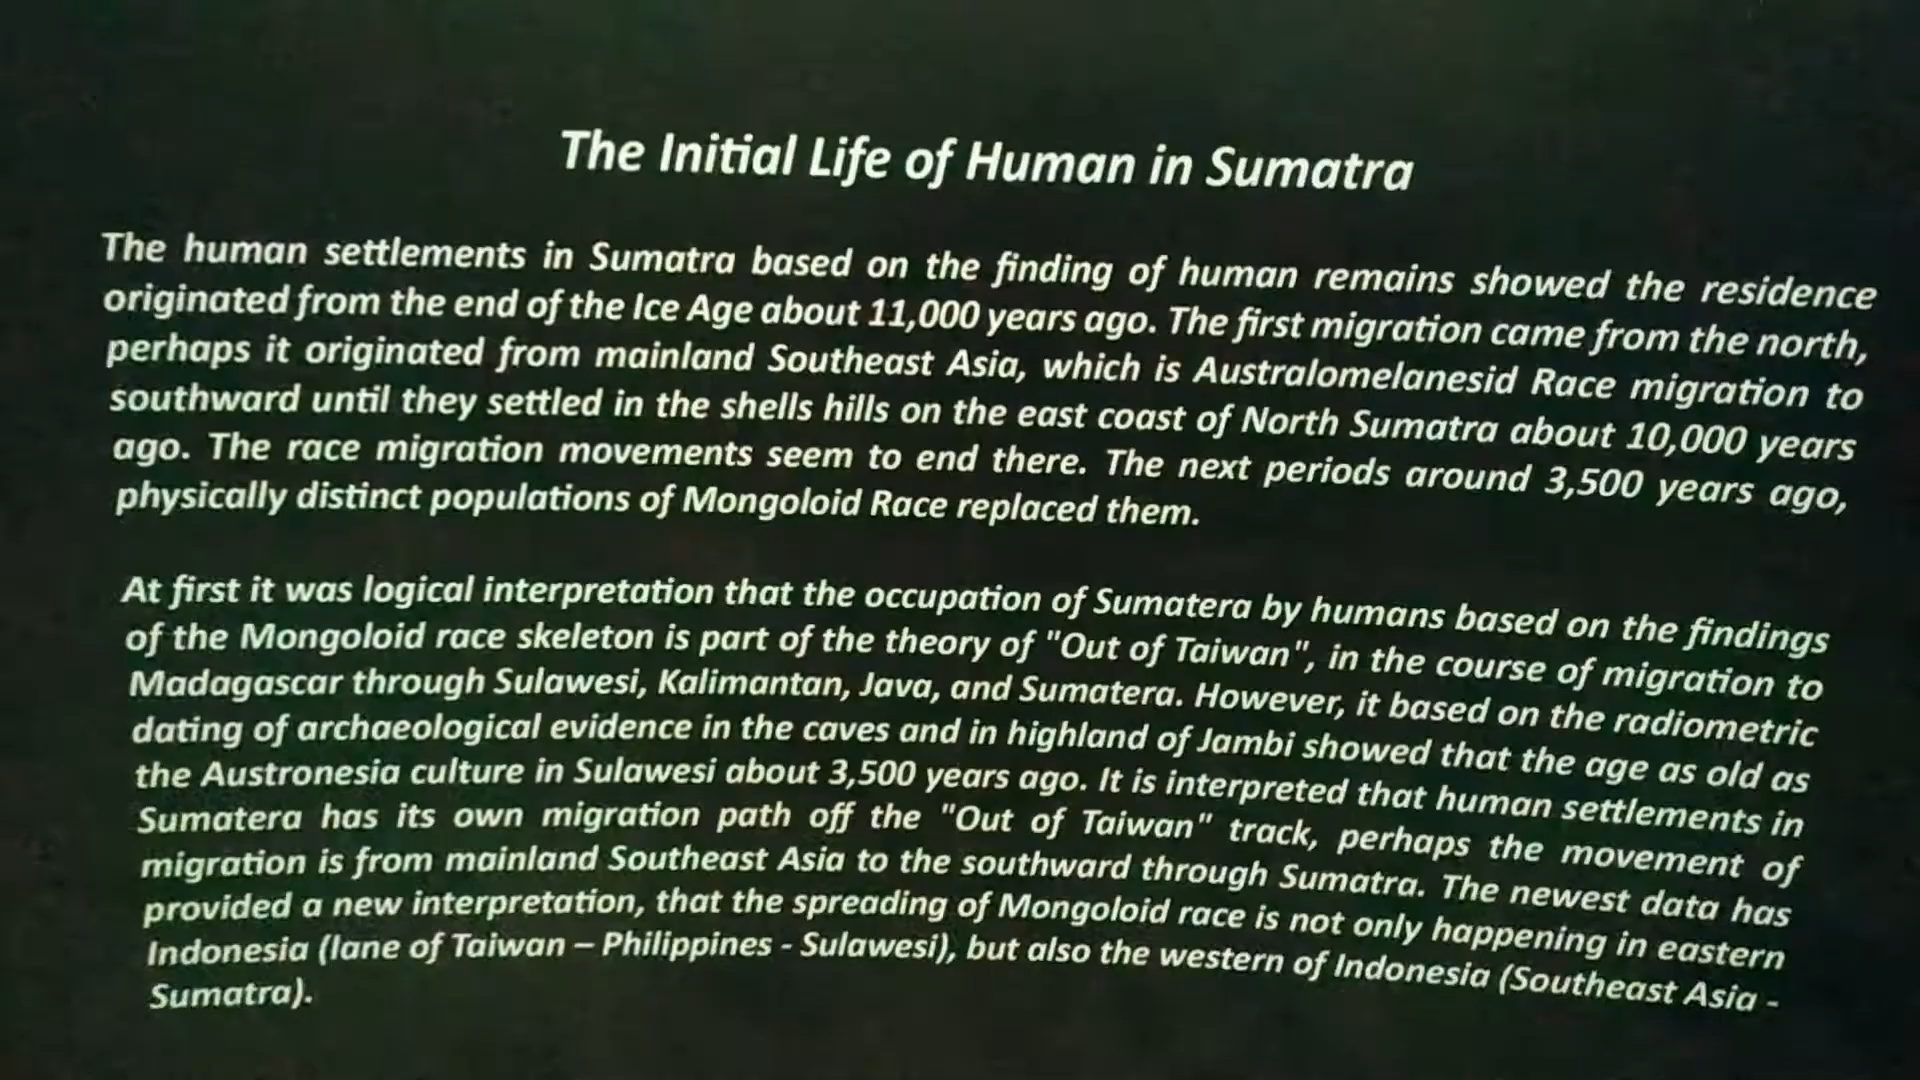 The Initial Life of Human in Sumatra
The human settlements in Sumatra based on the finding of human remains showed the residence
originated from the end of the Ice Age about 11,000 years ago. The first migration came from the north,
perhaps it originated from mainland Southeast Asia, which is Australomelanesid Race migration to
southward until they settled in the shells hills on the east coast of North Sumatra about 10,000 years
ago. The race migration movements seem to end there. The next periods around 3,500 years ago,
physically distinct populations of Mongoloid Race replaced them.
At first it was logical interpretation that the occupation of Sumatera by humans based on the findings
of the Mongoloid race skeleton is part of the theory of "Out of Taiwan", in the course of migration to
Madagascar through Sulawesi, Kalimantan, Java, and Sumatera. However, it based on the radiometric
dating of archaeological evidence in the caves and in highland of Jambi showed that the age as old as
the Austronesia culture in Sulawesi about 3,500 years ago. It is interpreted that human settlements in
Sumatera has its own migration path off the "Out of Taiwan" track, perhaps the movement of
migration is from mainland Southeast Asia to the southward through Sumatra. The newest data has
provided a new interpretation, that the spreading of Mongoloid race is not only happening in eastern
Indonesia (lane of Taiwan – Philippines - Sulawesi), but also the western of Indonesia (Southeast Asia -
Sumatra).